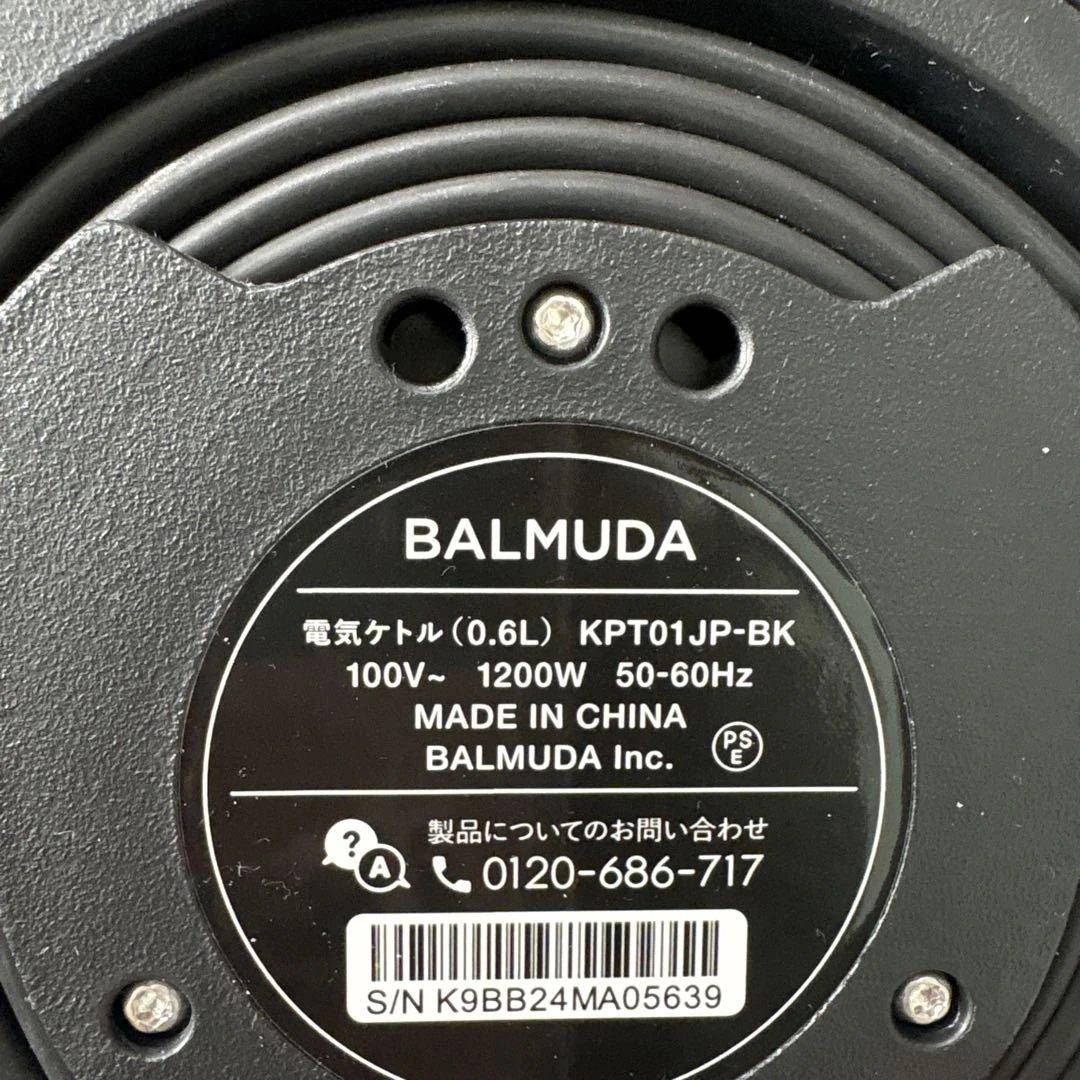 BALMUDA
電気ケトル（0.6L） KPT01JP-BK
100V~ 1200W 50-60Hz
MADE IN CHINA
BALMUDA Inc.
PS
E
製品についてのお問い合わせ
?
A
0120-686-717
S/N K9BB24MA05639